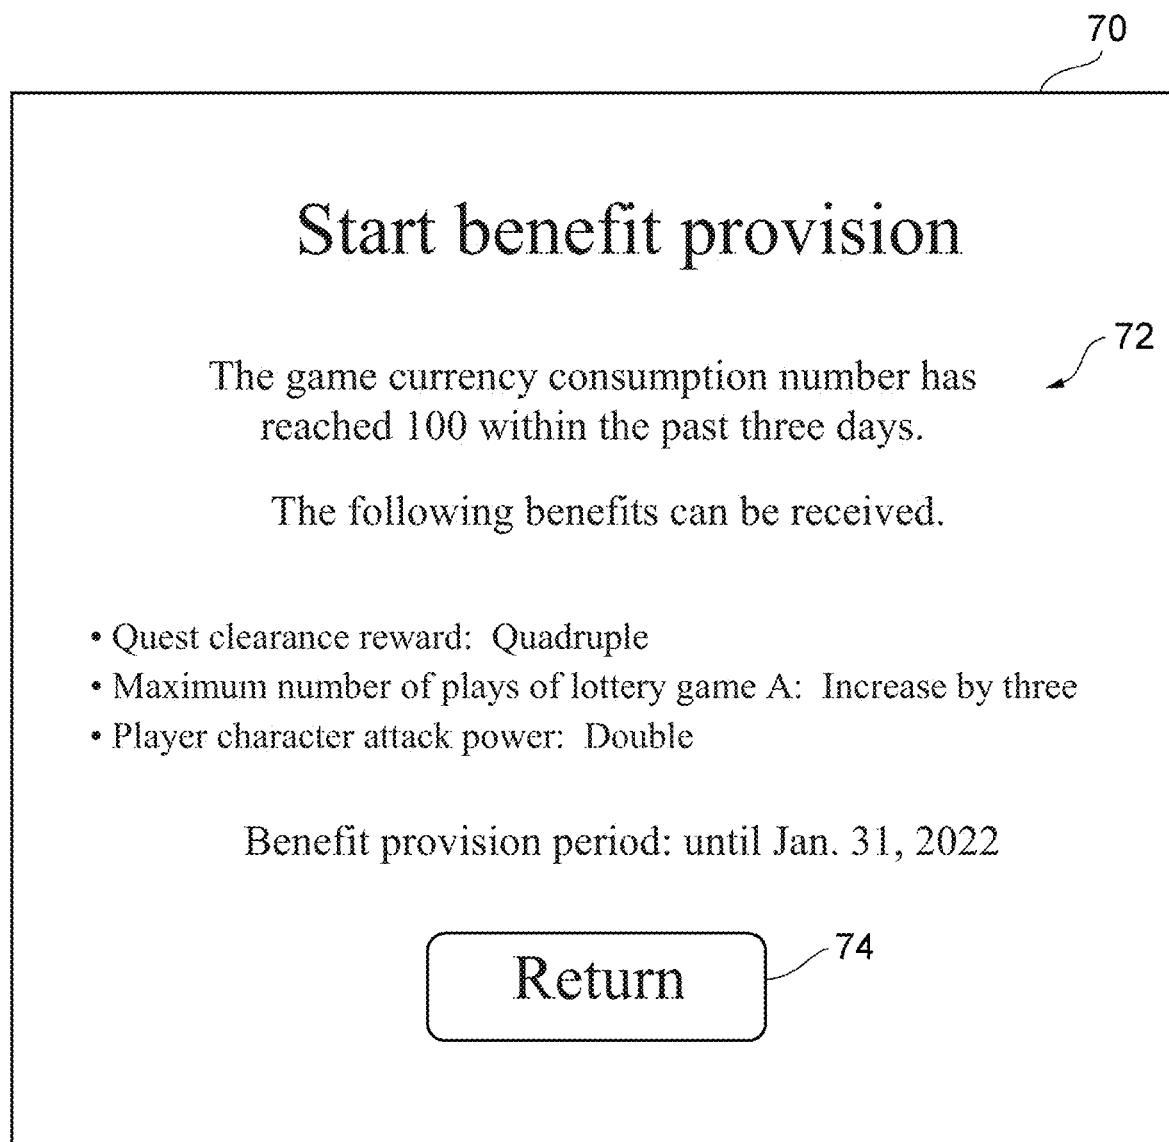 70
Start benefit provision
72
The game currency consumption number has
reached 100 within the past three days.
The following benefits can be received.
• Quest clearance reward: Quadruple
• Maximum number of plays of lottery game A: Increase by three
• Player character attack power: Double
Benefit provision period: until Jan. 31, 2022
74
Return